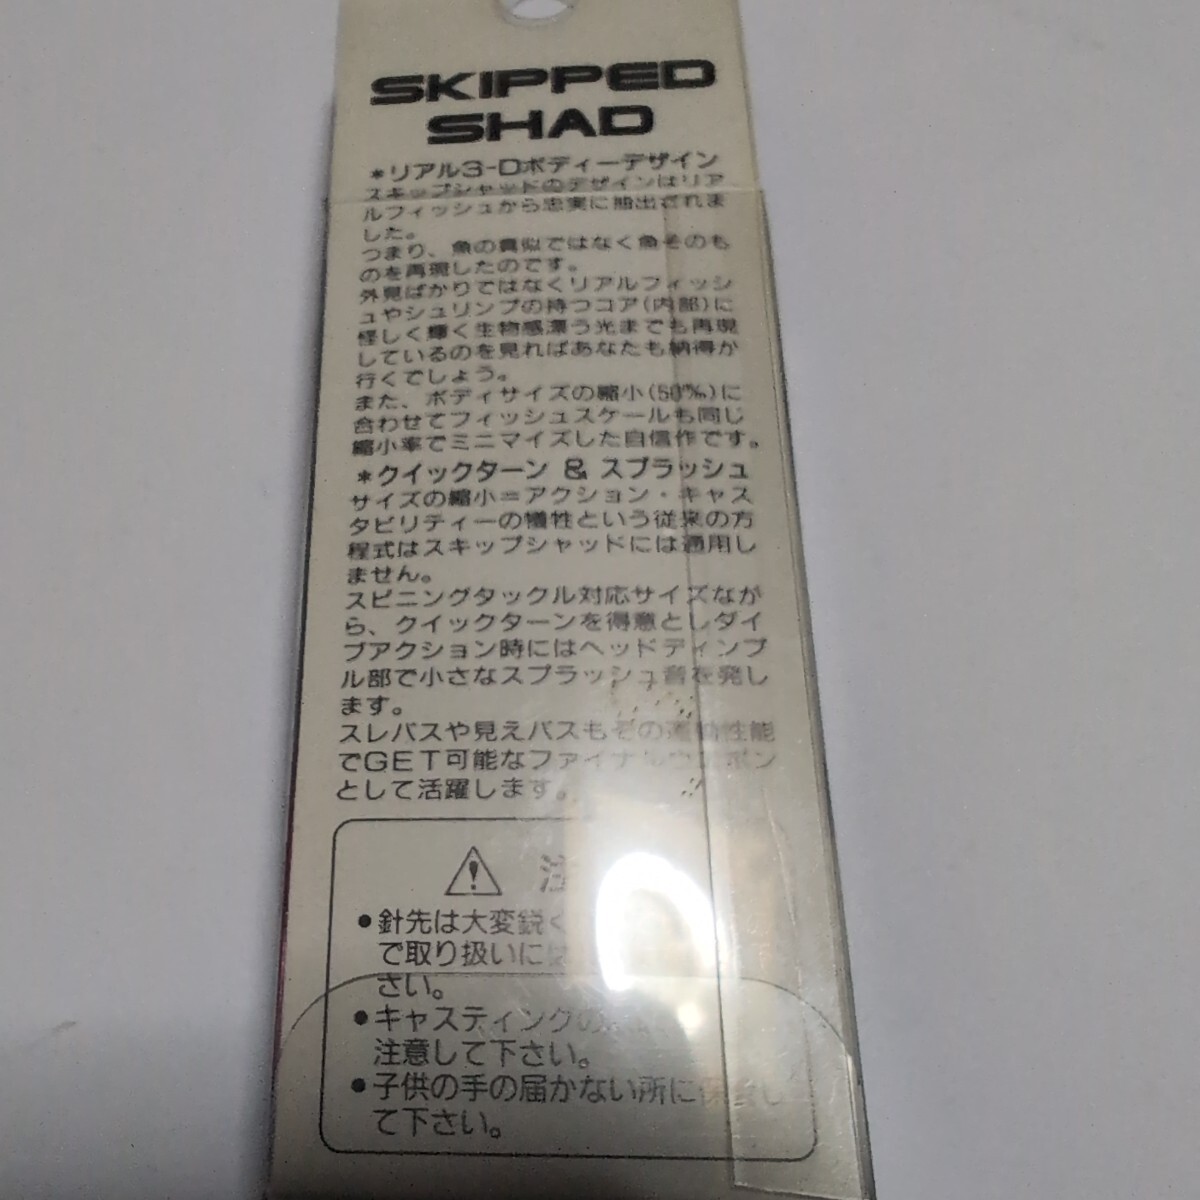 SKIPPED
SHAD
*リアル3-Dボディーデザイン
スキップシャッドのデザインはリア
ルフィッシュから忠実に抽出されま
した。
つまり、魚の真似ではなく魚そのも
のを再現したのです。
外見ばかりではなくリアルフィッシ
ュやシュリンプの持つコア(内部)に
怪しく輝く生物感漂う光までも再現
しているのを見ればあなたも納得が
行くでしょう。
また、ボディサイズの縮小(50㎜)に
合わせてフィッシュスケールも同じ
縮小率でミニマイズした自信作です。
*クイックターン & スプラッシュ
サイズの縮小=アクション・キャス
タビリティーの犠牲という従来の方
程式はスキップシャッドには通用し
ません。
スピニングタックル対応サイズなが
ら、クイックターンを得意としダイ
ブアクション時にはヘッドディンプ
ル部で小さなスプラッシュ音を発し
ます。
スレバスや見えバスもその運動性能
でGET可能なファイナルウエポン
として活躍します。
注
●針先は大変鋭く
で取り扱いには
さい。
●キャスティングの
注意して下さい。
●子供の手の届かない所に保管し
て下さい。